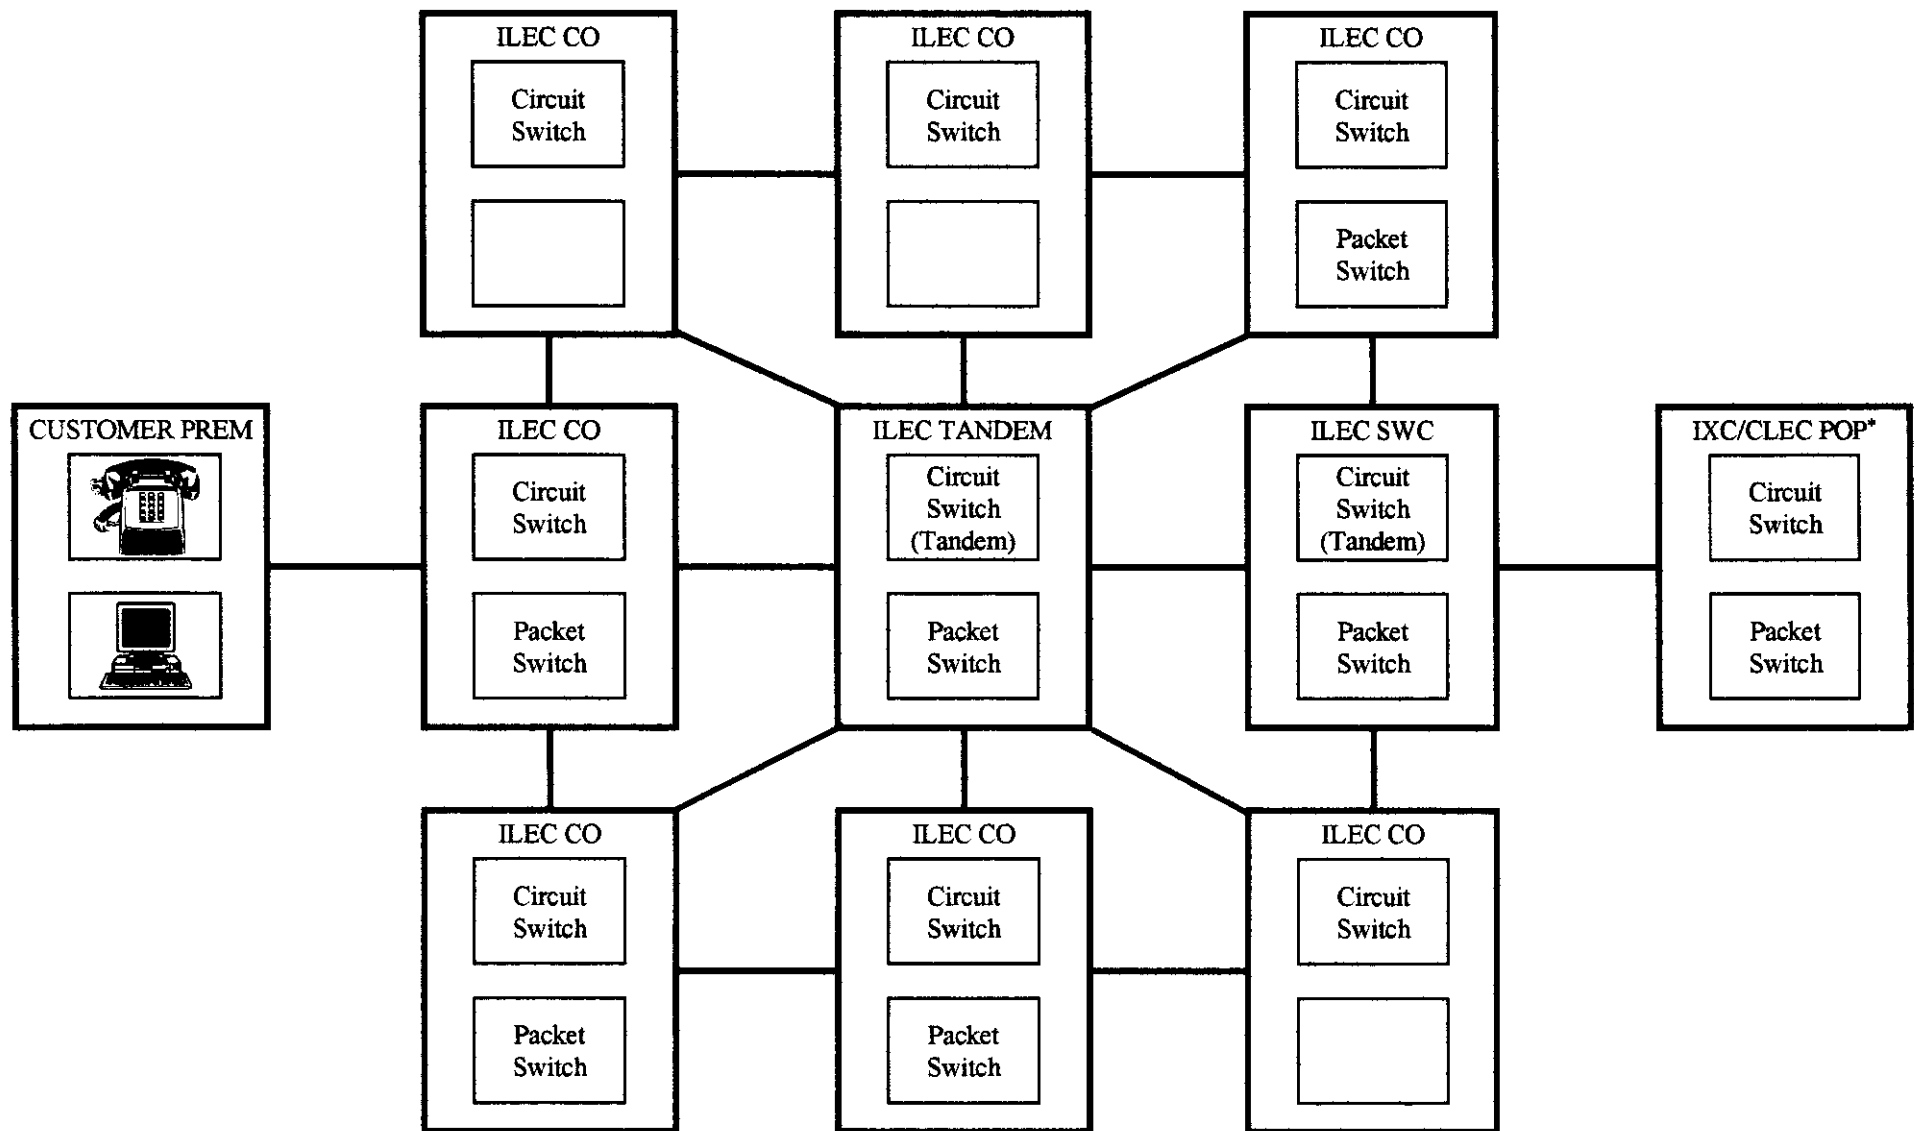 ILEC CO
Circuit
Switch
ILEC CO
Circuit
Switch
ILEC CO
Circuit
Switch
Packet
Switch
CUSTOMER PREM
ILEC CO
Circuit
Switch
Packet
Switch
ILEC TANDEM
Circuit
Switch
(Tandem)
Packet
Switch
ILEC SWC
Circuit
Switch
(Tandem)
Packet
Switch
IXC/CLEC POP*
Circuit
Switch
Packet
Switch
ILEC CO
Circuit
Switch
Packet
Switch
ILEC CO
Circuit
Switch
Packet
Switch
ILEC CO
Circuit
Switch